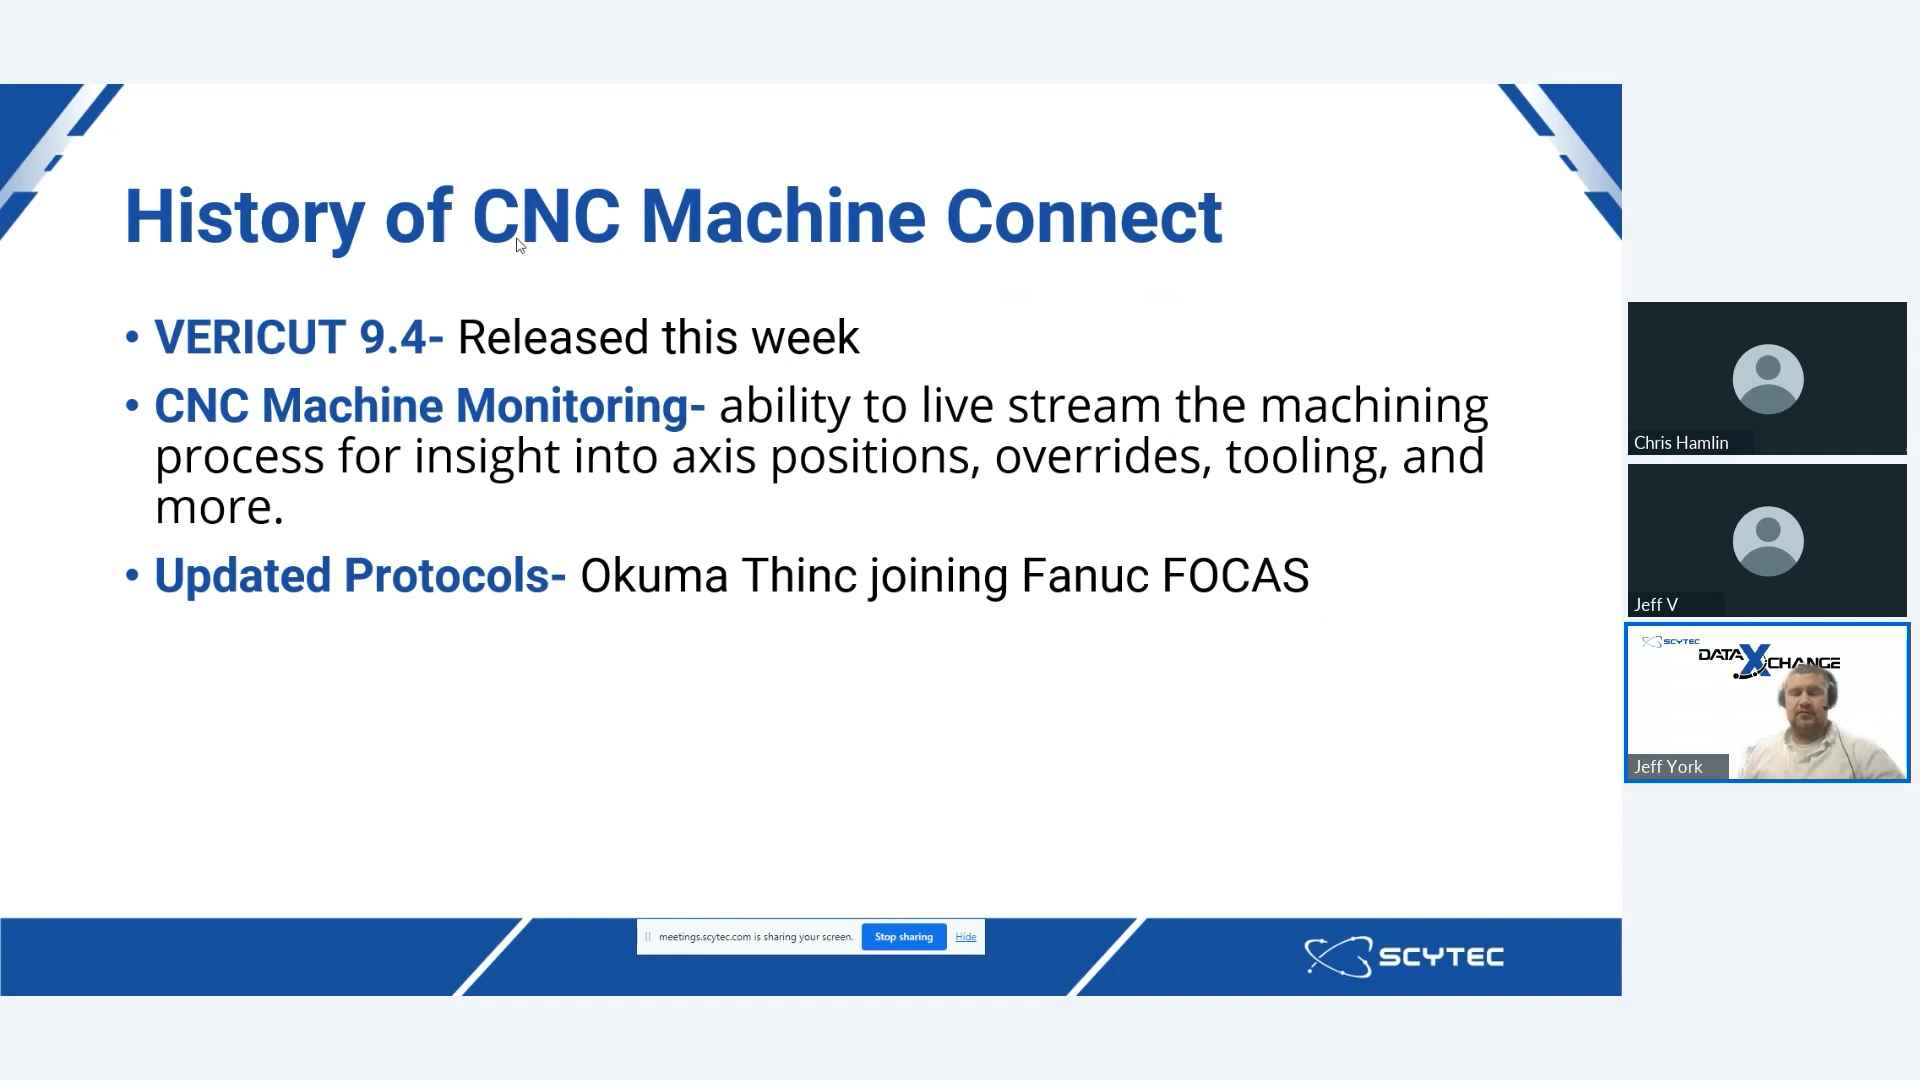 History of CNC Machine Connect
• VERICUT 9.4- Released this week
• CNC Machine Monitoring- ability to live stream the machining
process for insight into axis positions, overrides, tooling, and
more.
• Updated Protocols- Okuma Thinc joining Fanuc FOCAS
meetings.scytec.com is sharing your screen. Stop sharing Hide
SCYTEC
Chris Hamlin
Jeff V
SCYTEC
DATAXCHANGE
Jeff York